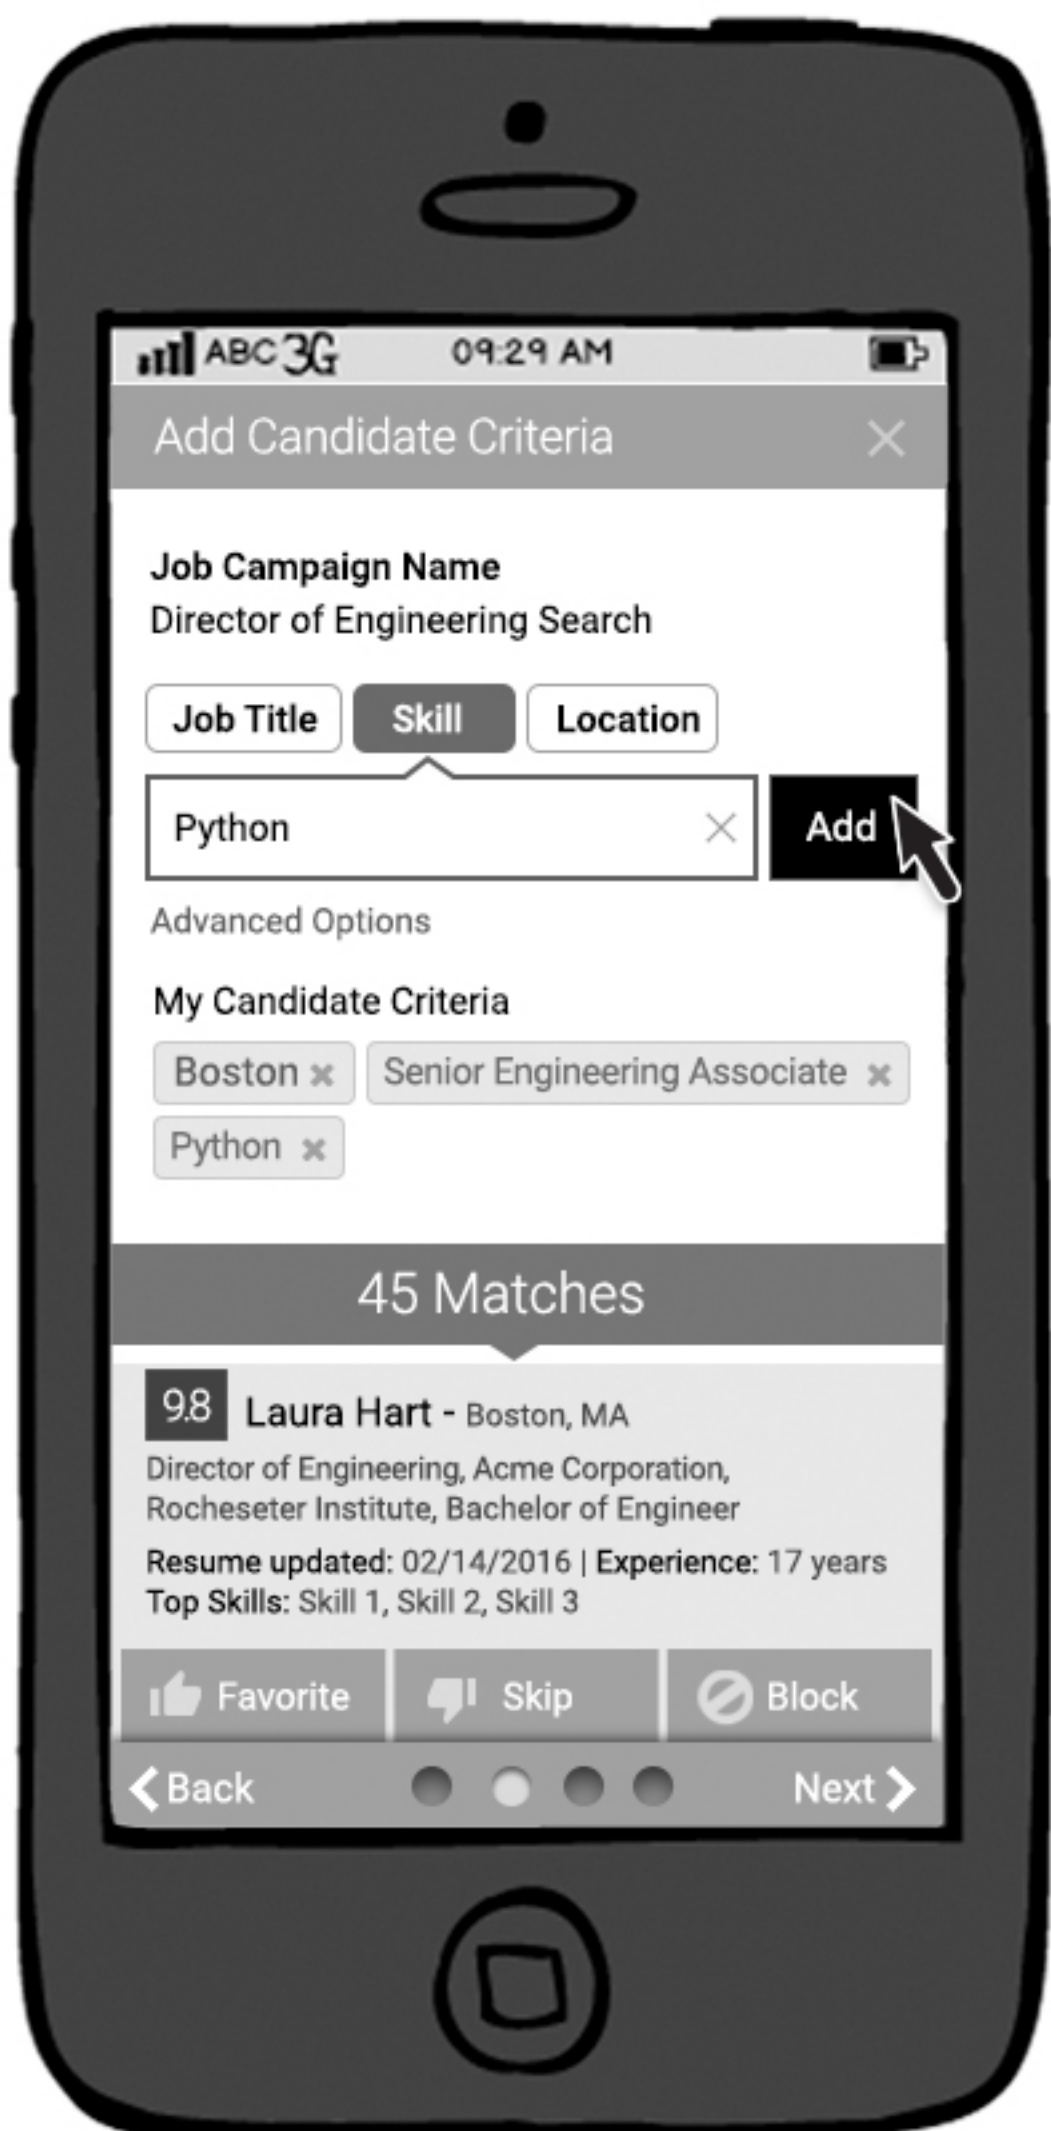 ABC 3G 09:29 AM
Add Candidate Criteria
Job Campaign Name
Director of Engineering Search
Job Title Skill Location
Python Add
Advanced Options
My Candidate Criteria
Boston Senior Engineering Associate
Python
45 Matches
9.8 Laura Hart - Boston, MA
Director of Engineering, Acme Corporation,
Rocheseter Institute, Bachelor of Engineer
Resume updated: 02/14/2016 | Experience: 17 years
Top Skills: Skill 1, Skill 2, Skill 3
Favorite Skip Block
Back Next